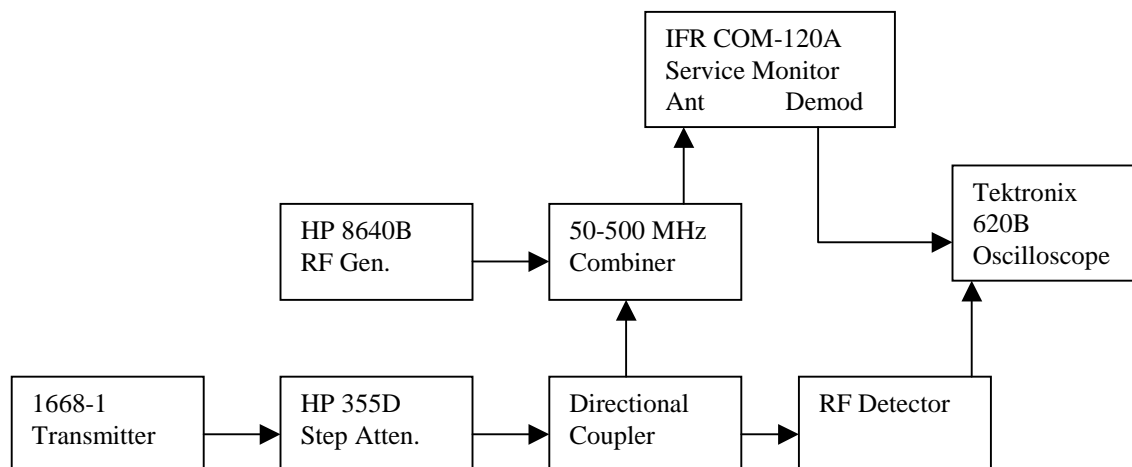 IFR COM-120A
Service Monitor
Ant Demod
Tektronix
620B
Oscilloscope
HP 8640B
RF Gen.
50-500 MHz
Combiner
1668-1
Transmitter
HP 355D
Step Atten.
Directional
Coupler
RF Detector